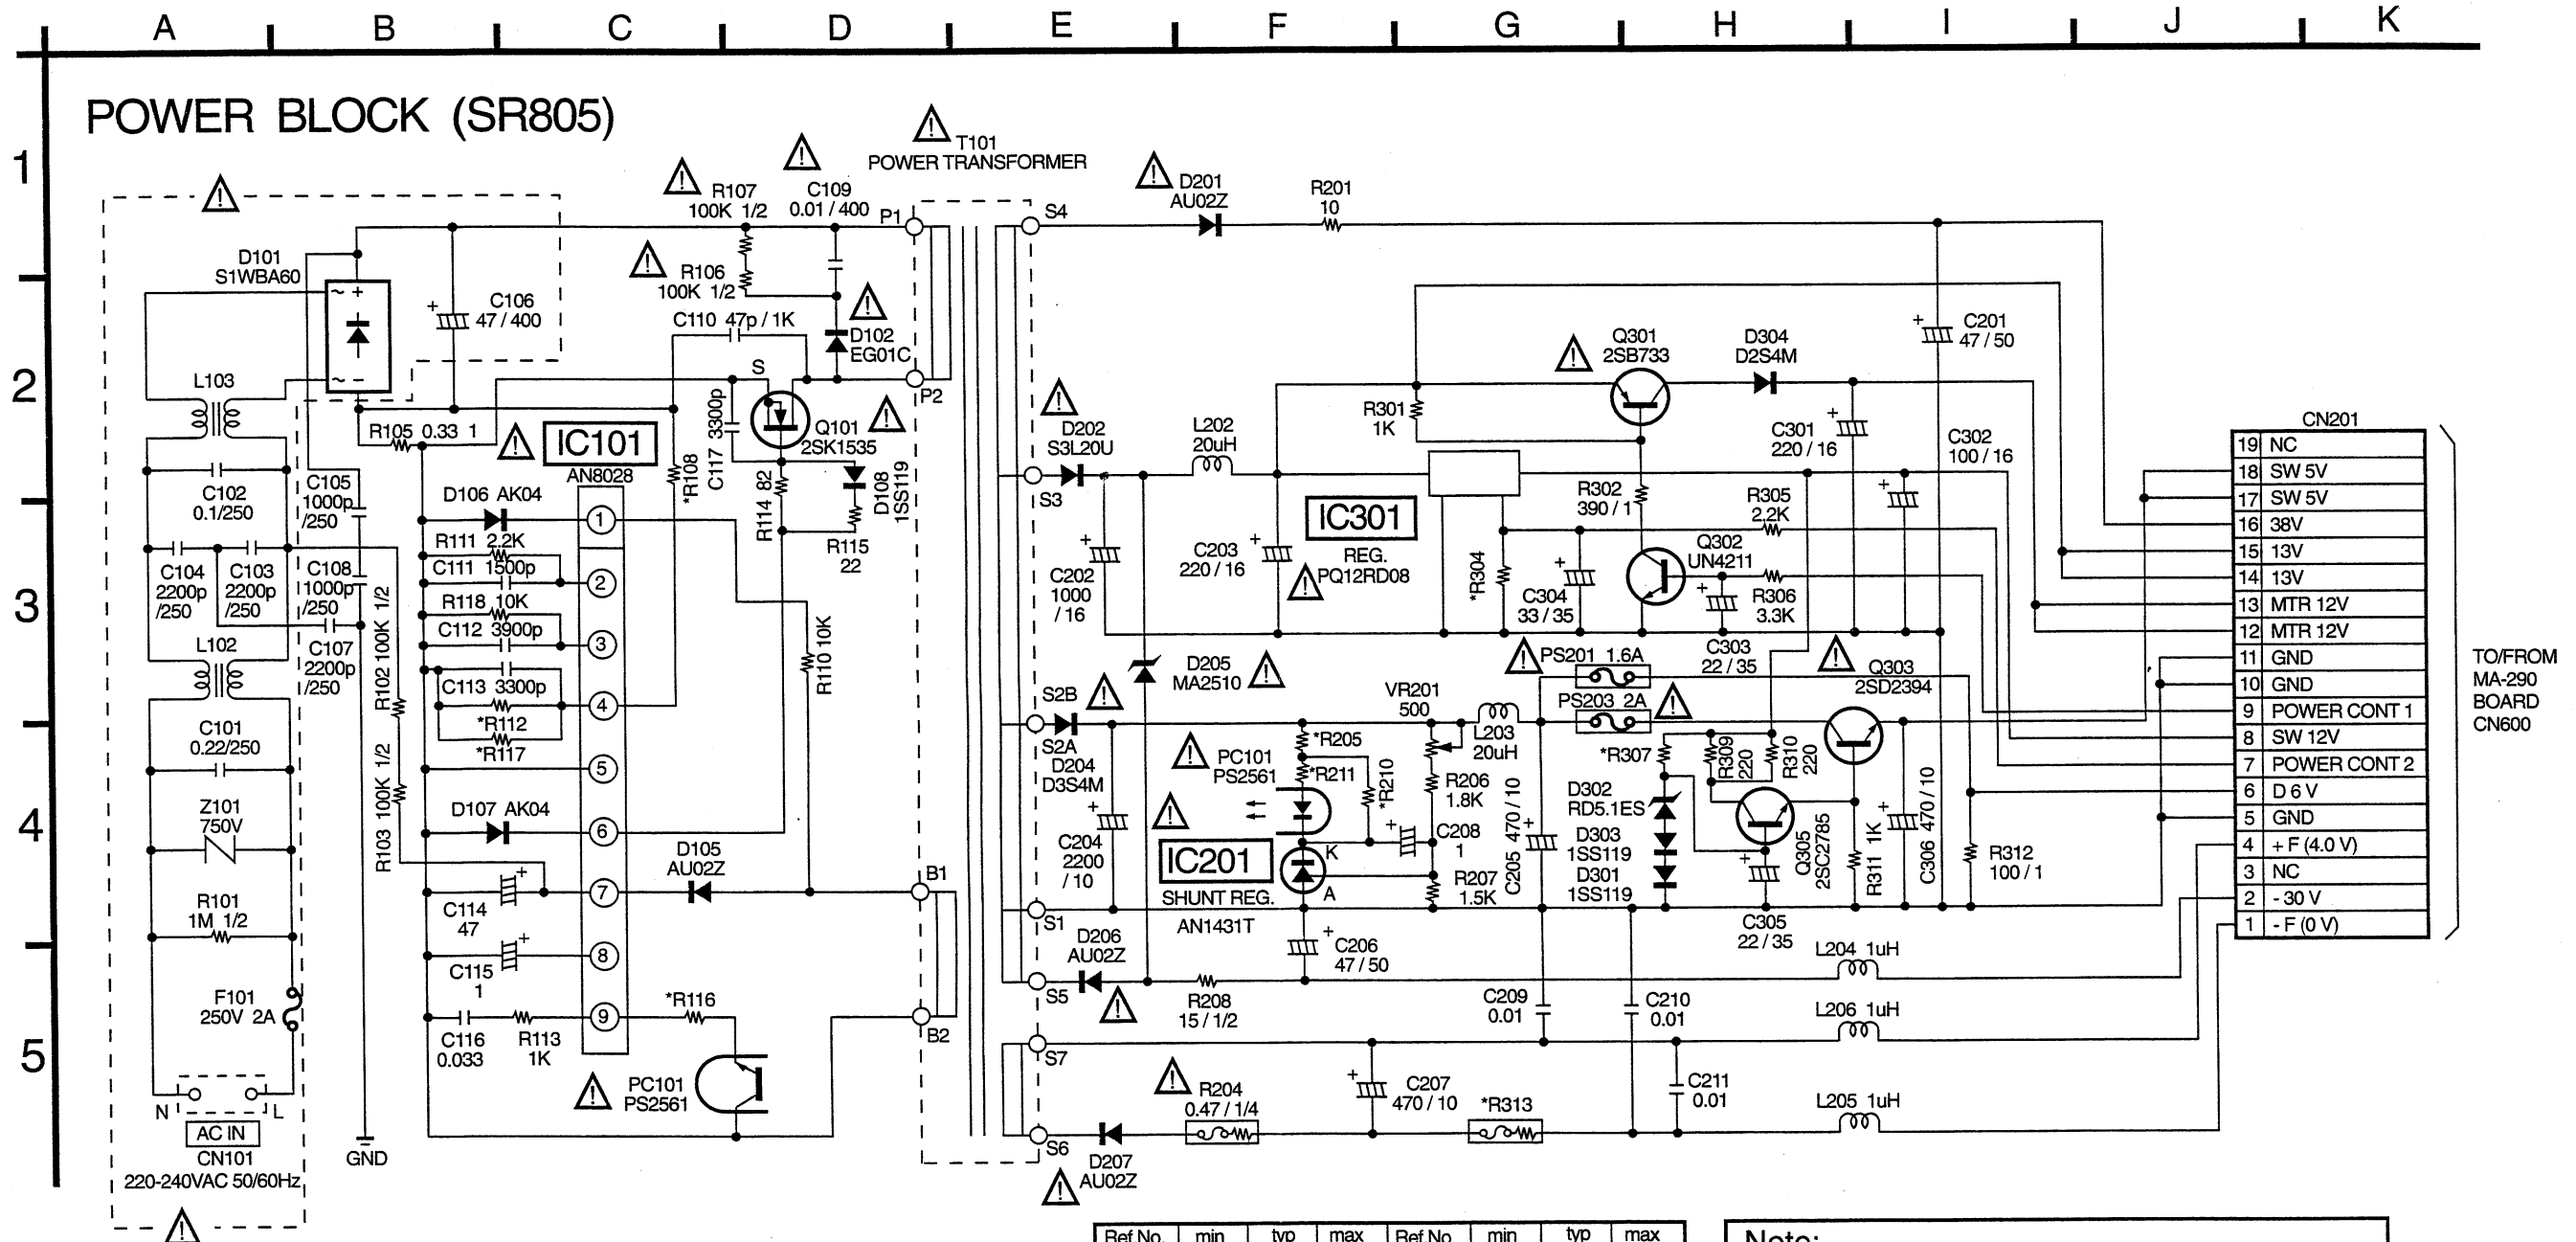 A B C D E F G H I J K
POWER BLOCK (SR805)
1
2
3
4
5
T101
POWER TRANSFORMER
R107
100K 1/2
C109
0.01 / 400
P1
S4
D201
AU02Z
R201
10
D101
S1WBA60
~ +
~ -
+
C106
47 / 400
R106
100K 1/2
C110 47p / 1K
D102
EG01C
S
P2
L103
R105 0.33 1
IC101
AN8028
C117 3300p
Q101
2SK1535
*R108
R114 82
D108
1SS119
R115
22
C102
0.1/250
C105
1000p
/250
C104
2200p
/250
C103
2200p
/250
C108
1000p
/250
C107
2200p
/250
L102
C101
0.22/250
Z101
750V
R101
1M 1/2
F101
250V 2A
N L
AC IN
CN101
220-240VAC 50/60Hz
GND
R102 100K 1/2
R103 100K 1/2
D106 AK04
R111 2.2K
C111 1500p
R118 10K
C112 3900p
C113 3300p
*R112
*R117
D107 AK04
C114
47
+
C115
1
+
C116
0.033
R113
1K
1
2
3
4
5
6
7
8
9
R110 10K
D105
AU02Z
*R116
PC101
PS2561
B1
B2
D202
S3L20U
S3
L202
20uH
C202
1000
/ 16
+
C203
220 / 16
+
R301
1K
Q301
2SB733
D304
D2S4M
C301
220 / 16
+
C201
47 / 50
+
C302
100 / 16
+
IC301
REG.
PQ12RD08
R302
390 / 1
R305
2.2K
Q302
UN4211
R306
3.3K
*R304
C304
33 / 35
+
C303
22 / 35
+
D205
MA2510
S2B
S2A
D204
D3S4M
C204
2200
/ 10
+
PC101
PS2561
*R205
*R211
*R210
VR201
500
L203
20uH
PS201 1.6A
PS203 2A
Q303
2SD2394
R206
1.8K
C208
1
R207
1.5K
C205 470 / 10
+
*R307
R309
220
R310
220
D302
RD5.1ES
D303
1SS119
D301
1SS119
Q305
2SC2785
+
C305
22 / 35
R311 1K
C306 470 / 10
+
R312
100 / 1
IC201
SHUNT REG.
AN1431T
K
A
S1
D206
AU02Z
S5
C206
47 / 50
+
R208
15 / 1/2
C209
0.01
C210
0.01
L204 1uH
L206 1uH
L205 1uH
S7
S6
D207
AU02Z
R204
0.47 / 1/4
C207
470 / 10
+
*R313
C211
0.01
CN201
19 NC
18 SW 5V
17 SW 5V
16 38V
15 13V
14 13V
13 MTR 12V
12 MTR 12V
11 GND
10 GND
9 POWER CONT 1
8 SW 12V
7 POWER CONT 2
6 D 6 V
5 GND
4 + F (4.0 V)
3 NC
2 - 30 V
1 - F (0 V)
TO/FROM
MA-290
BOARD
CN600
Ref.No. min typ max Ref.No. min typ max
Note: